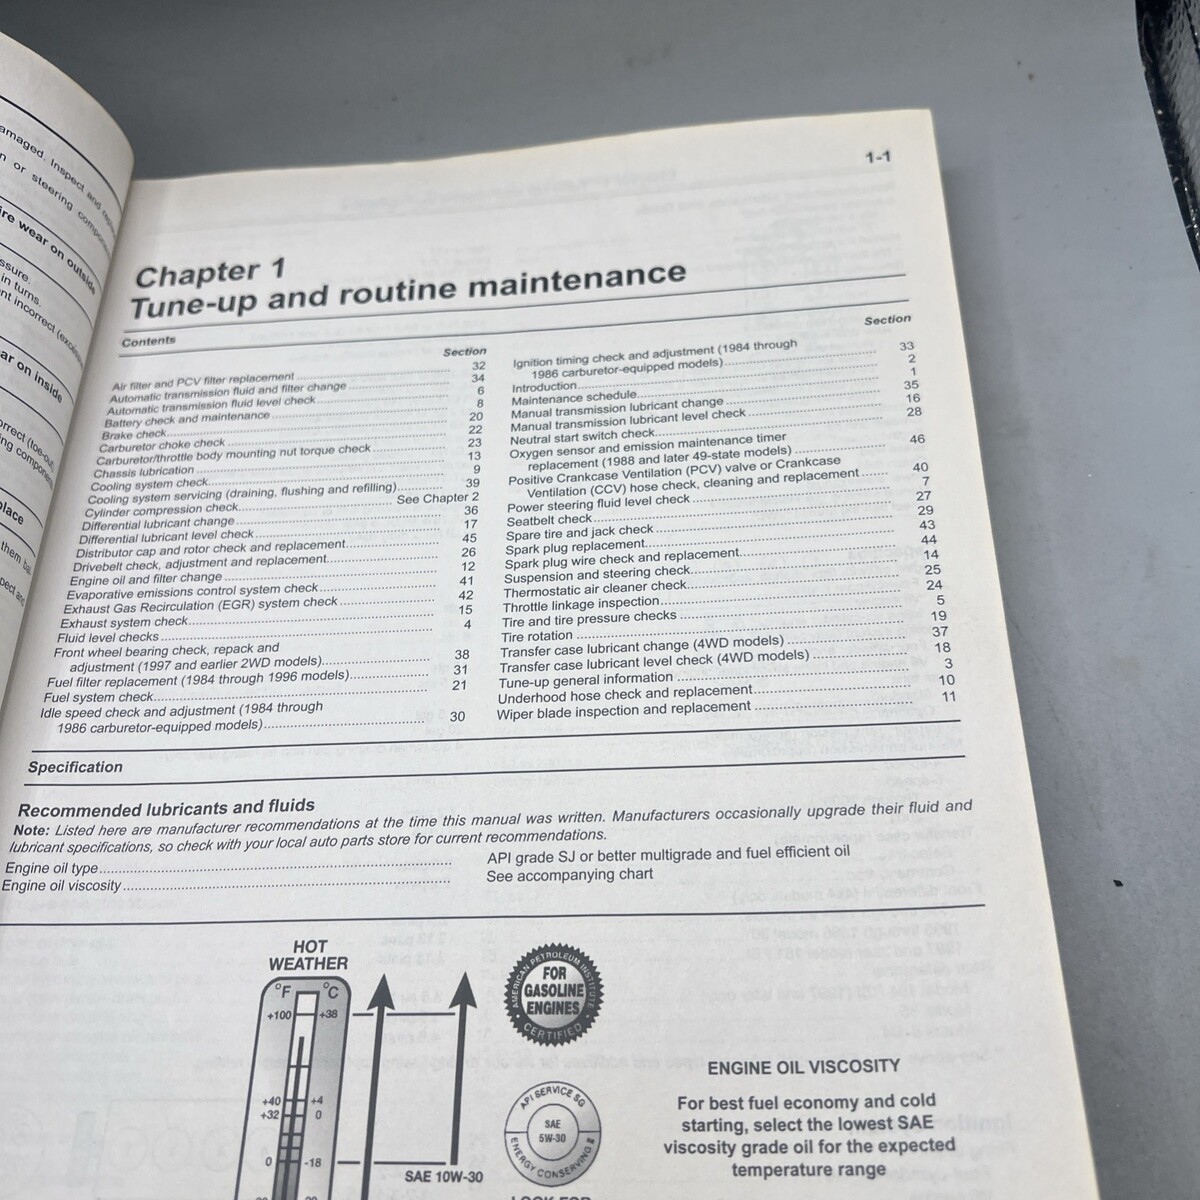 amaged. Inspect and
or steering
ire wear on outside
ssure.
in turns.
nt incorrect
ar on inside
place
1-1
Chapter 1
Tune-up and routine maintenance
Contents
Section
Air filter and PCV filter replacement 32
Automatic transmission fluid and filter change 34
Automatic transmission fluid level check 6
Battery check and maintenance 8
Brake check 20
Carburetor choke check 22
Carburetor/throttle body mounting nut torque check 23
Chassis lubrication 13
Cooling system check 9
Cooling system servicing (draining, flushing and refilling) 39
Cylinder compression check See Chapter 2
Differential lubricant change 36
Differential lubricant level check 17
Distributor cap and rotor check and replacement 45
Drivebelt check, adjustment and replacement 26
Engine oil and filter change 12
Evaporative emissions control system check 41
Exhaust Gas Recirculation (EGR) system check 42
Exhaust system check 15
Fluid level checks 4
Front wheel bearing check, repack and
adjustment (1997 and earlier 2WD models) 38
Fuel filter replacement (1984 through 1996 models) 31
Fuel system check 21
Idle speed check and adjustment (1984 through
1986 carburetor-equipped models) 30
Section
Ignition timing check and adjustment (1984 through
1986 carburetor-equipped models) 33
Introduction 2
Maintenance schedule 1
Manual transmission lubricant change 35
Manual transmission lubricant level check 16
Neutral start switch check 28
Oxygen sensor and emission maintenance timer
replacement (1988 and later 49-state models) 46
Positive Crankcase Ventilation (PCV) valve or Crankcase
Ventilation (CCV) hose check, cleaning and replacement 40
Power steering fluid level check 7
Seatbelt check 27
Spare tire and jack check 29
Spark plug replacement 43
Spark plug wire check and replacement 44
Suspension and steering check 14
Thermostatic air cleaner check 25
Throttle linkage inspection 24
Tire and tire pressure checks 5
Tire rotation 19
Transfer case lubricant change (4WD models) 37
Transfer case lubricant level check (4WD models) 18
Tune-up general information 3
Underhood hose check and replacement 10
Wiper blade inspection and replacement 11
Specification
Recommended lubricants and fluids
Note: Listed here are manufacturer recommendations at the time this manual was written. Manufacturers occasionally upgrade their fluid and
lubricant specifications, so check with your local auto parts store for current recommendations.
Engine oil type API grade SJ or better multigrade and fuel efficient oil
Engine oil viscosity See accompanying chart
HOT
WEATHER
°F °C
+100 +38
+40 +4
+32 0
0 -18
SAE 10W-30
AMERICAN PETROLEUM INSTITUTE
FOR
GASOLINE
ENGINES
CERTIFIED
API SERVICE SG
SAE
5W-30
ENERGY CONSERVING II
LOOK FOR
ENGINE OIL VISCOSITY
For best fuel economy and cold
starting, select the lowest SAE
viscosity grade oil for the expected
temperature range